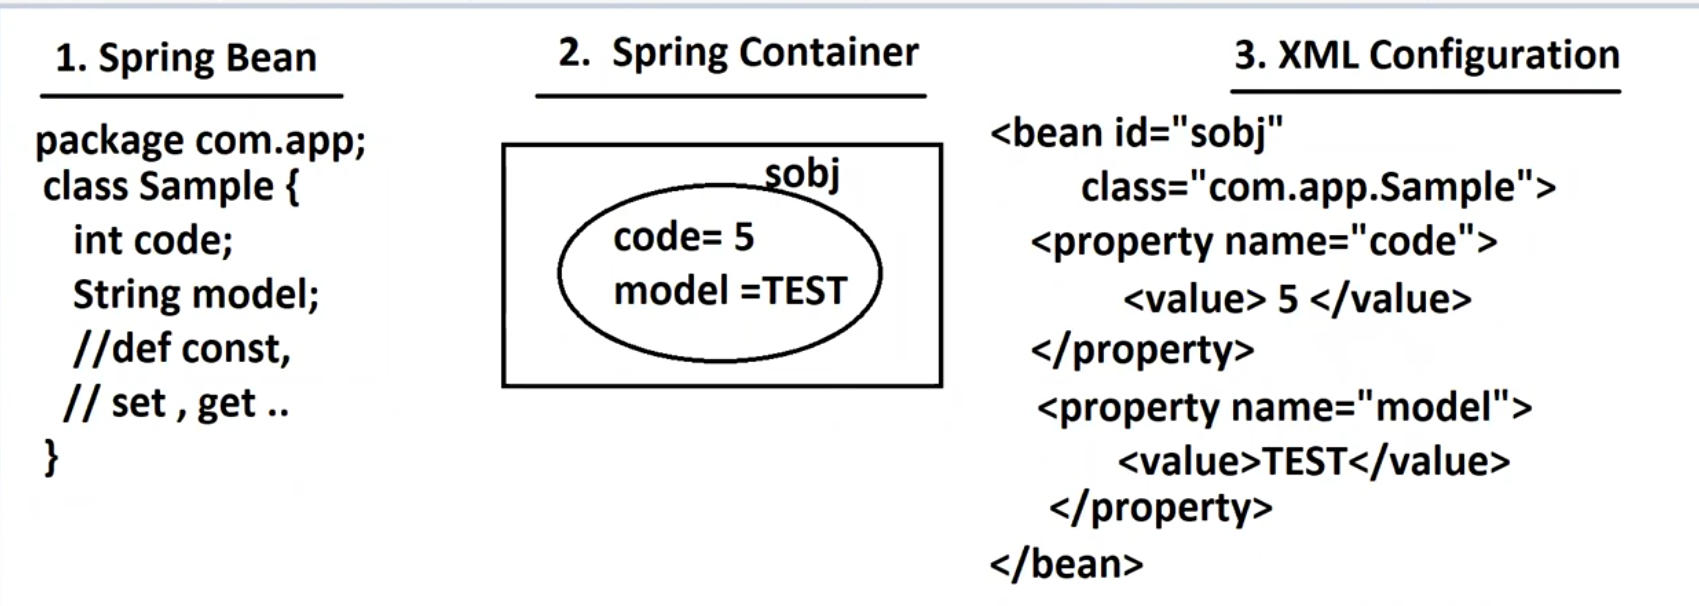 1. Spring Bean
package com.app;
class Sample {
int code;
String model;
//def const,
// set , get ..
}
2. Spring Container
sobj
code= 5
model =TEST
3. XML Configuration
<bean id="sobj"
class="com.app.Sample">
<property name="code">
<value> 5 </value>
</property>
<property name="model">
<value>TEST</value>
</property>
</bean>